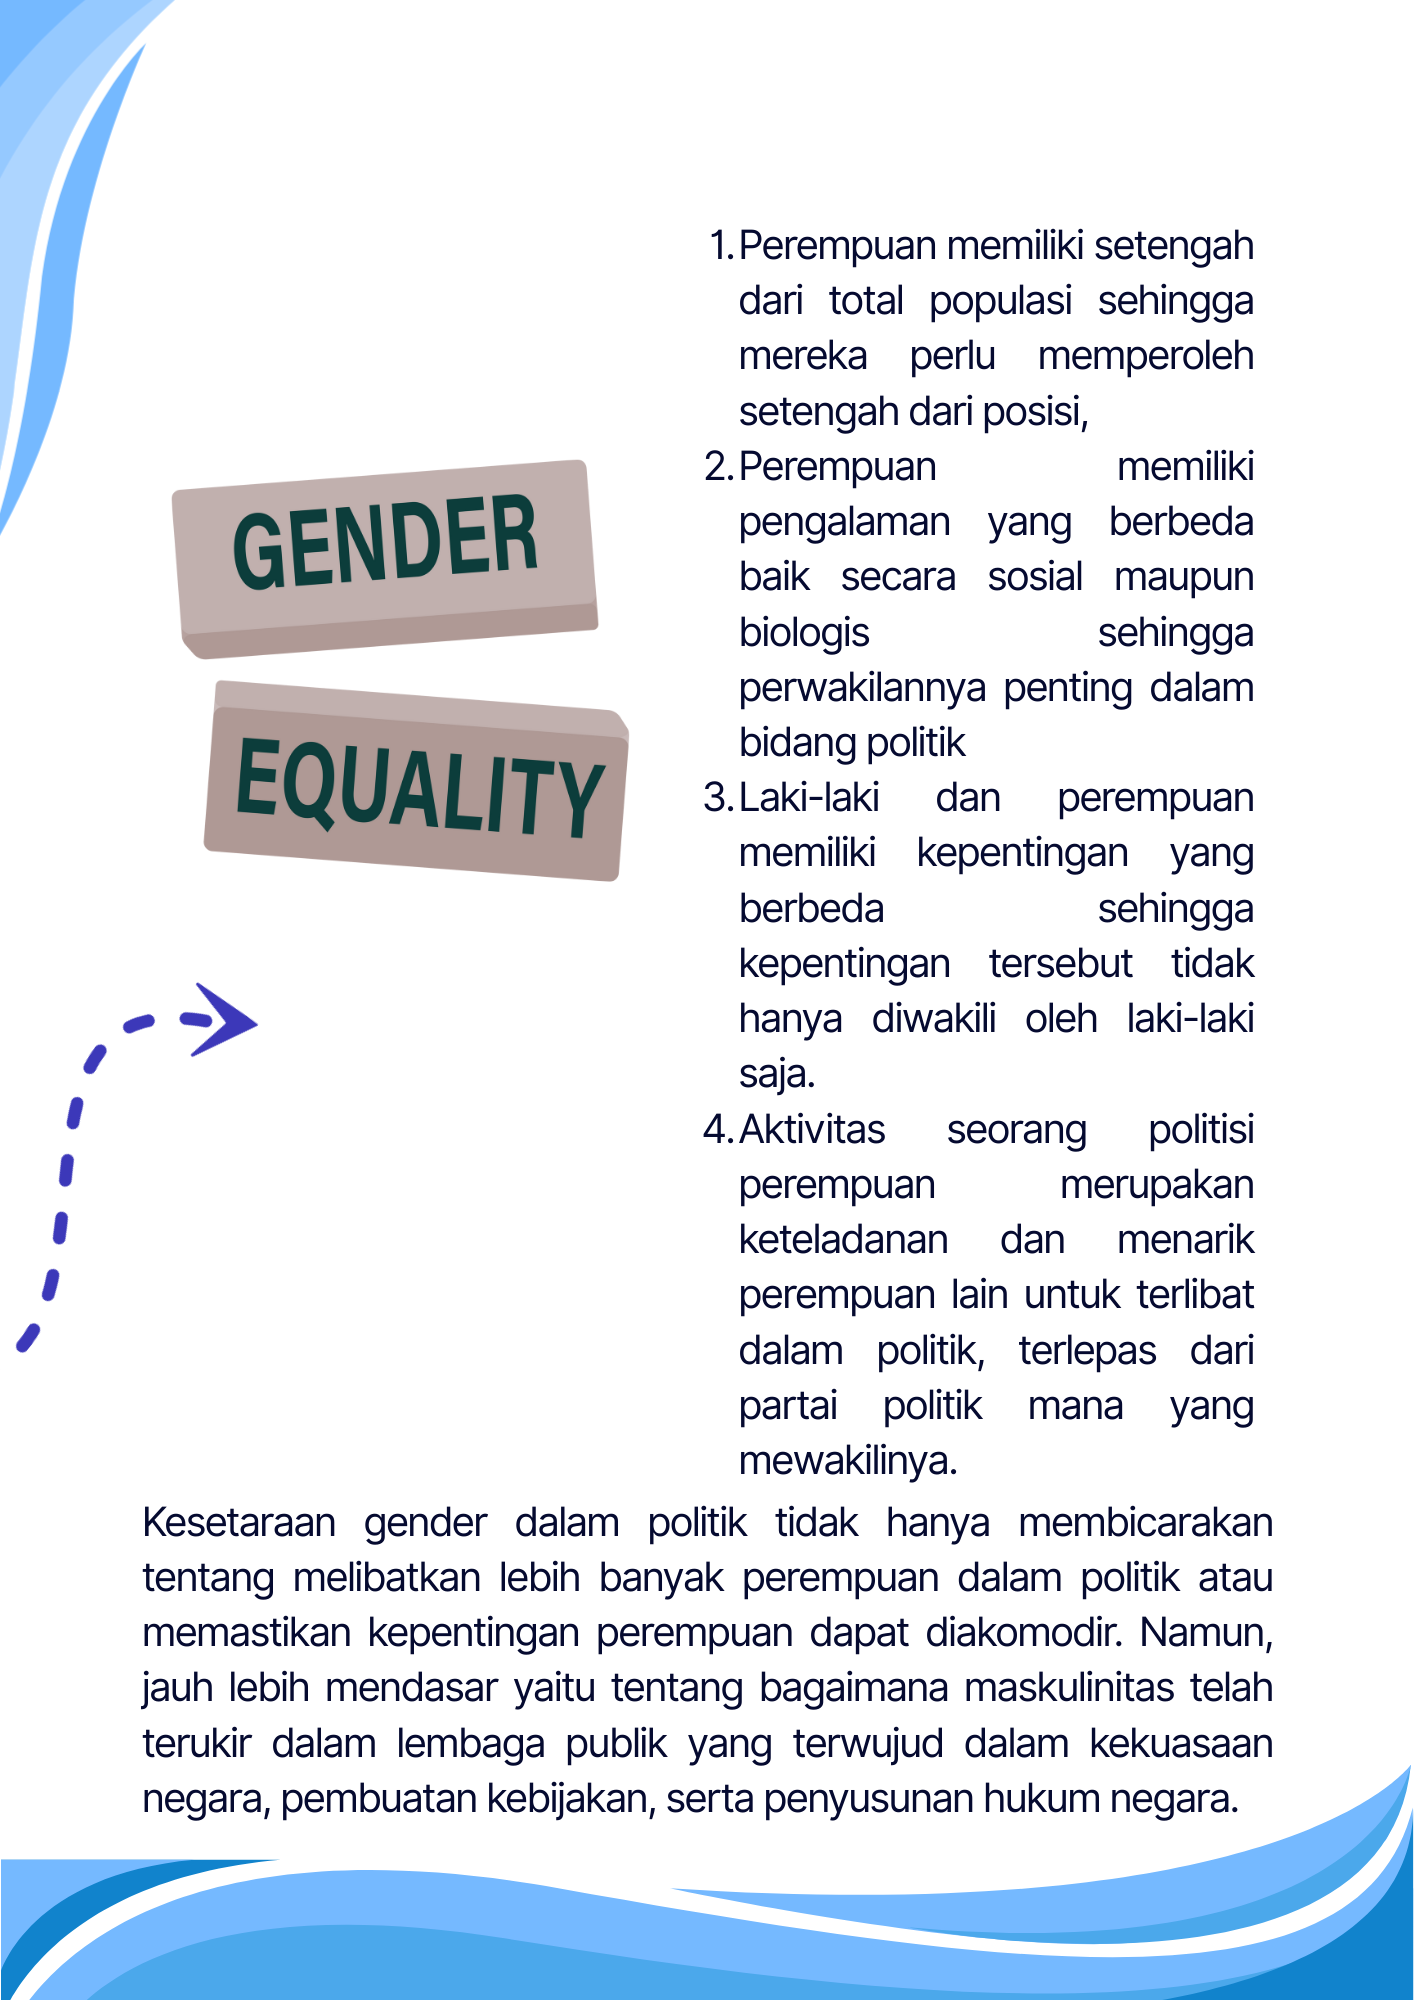 GENDER
EQUALITY
1. Perempuan memiliki setengah
dari total populasi sehingga
mereka perlu memperoleh
setengah dari posisi,
2. Perempuan memiliki
pengalaman yang berbeda
baik secara sosial maupun
biologis sehingga
perwakilannya penting dalam
bidang politik
3. Laki-laki dan perempuan
memiliki kepentingan yang
berbeda sehingga
kepentingan tersebut tidak
hanya diwakili oleh laki-laki
saja.
4. Aktivitas seorang politisi
perempuan merupakan
keteladanan dan menarik
perempuan lain untuk terlibat
dalam politik, terlepas dari
partai politik mana yang
mewakilinya.
Kesetaraan gender dalam politik tidak hanya membicarakan
tentang melibatkan lebih banyak perempuan dalam politik atau
memastikan kepentingan perempuan dapat diakomodir. Namun,
jauh lebih mendasar yaitu tentang bagaimana maskulinitas telah
terukir dalam lembaga publik yang terwujud dalam kekuasaan
negara, pembuatan kebijakan, serta penyusunan hukum negara.